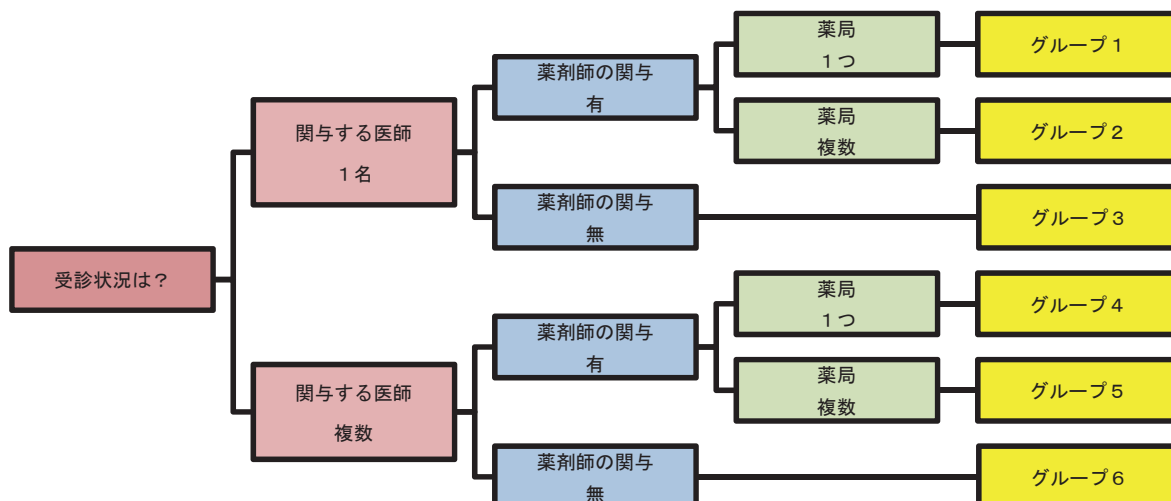 受診状況は？
関与する医師
１名
薬剤師の関与
有
薬局
１つ
グループ１
薬局
複数
グループ２
薬剤師の関与
無
グループ３
関与する医師
複数
薬剤師の関与
有
薬局
１つ
グループ４
薬局
複数
グループ５
薬剤師の関与
無
グループ６